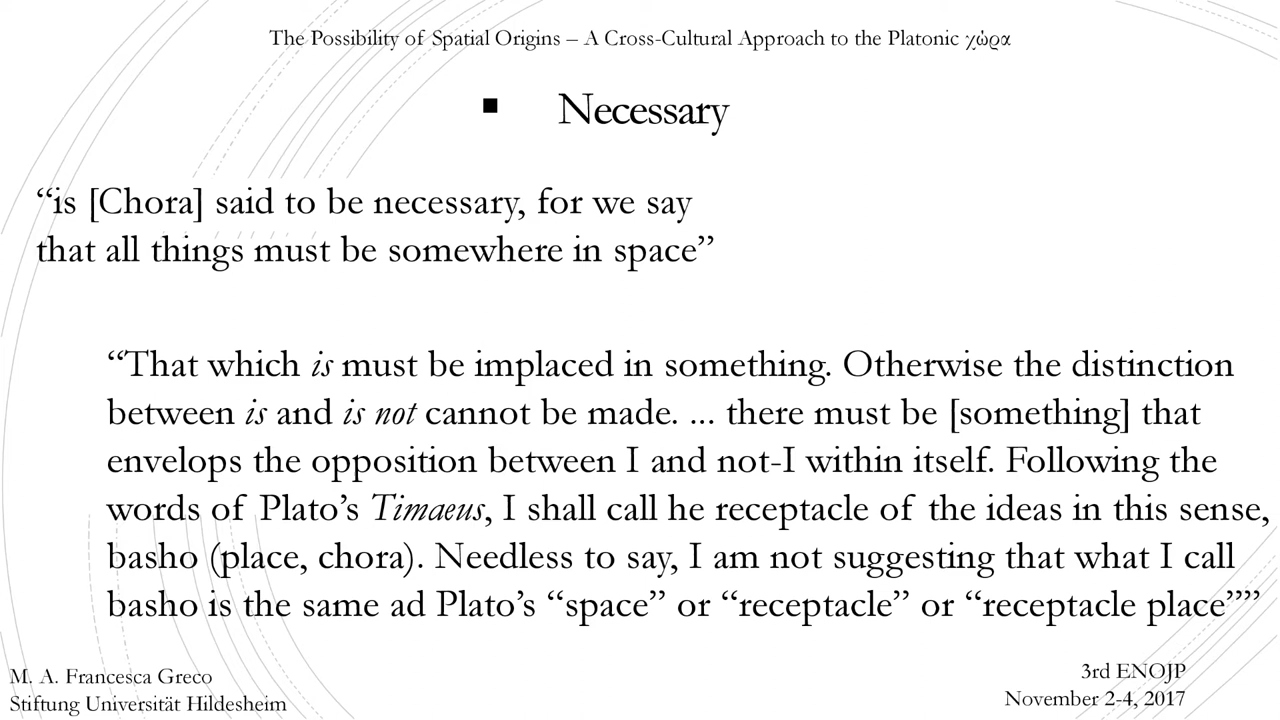 The Possibility of Spatial Origins – A Cross-Cultural Approach to the Platonic χώρα
▪ Necessary
“is [Chora] said to be necessary, for we say
that all things must be somewhere in space”
“That which is must be implaced in something. Otherwise the distinction
between is and is not cannot be made. ... there must be [something] that
envelops the opposition between I and not-I within itself. Following the
words of Plato’s Timaeus, I shall call he receptacle of the ideas in this sense,
basho (place, chora). Needless to say, I am not suggesting that what I call
basho is the same ad Plato’s “space” or “receptacle” or “receptacle place””
M. A. Francesca Greco
Stiftung Universität Hildesheim
3rd ENOJP
November 2-4, 2017